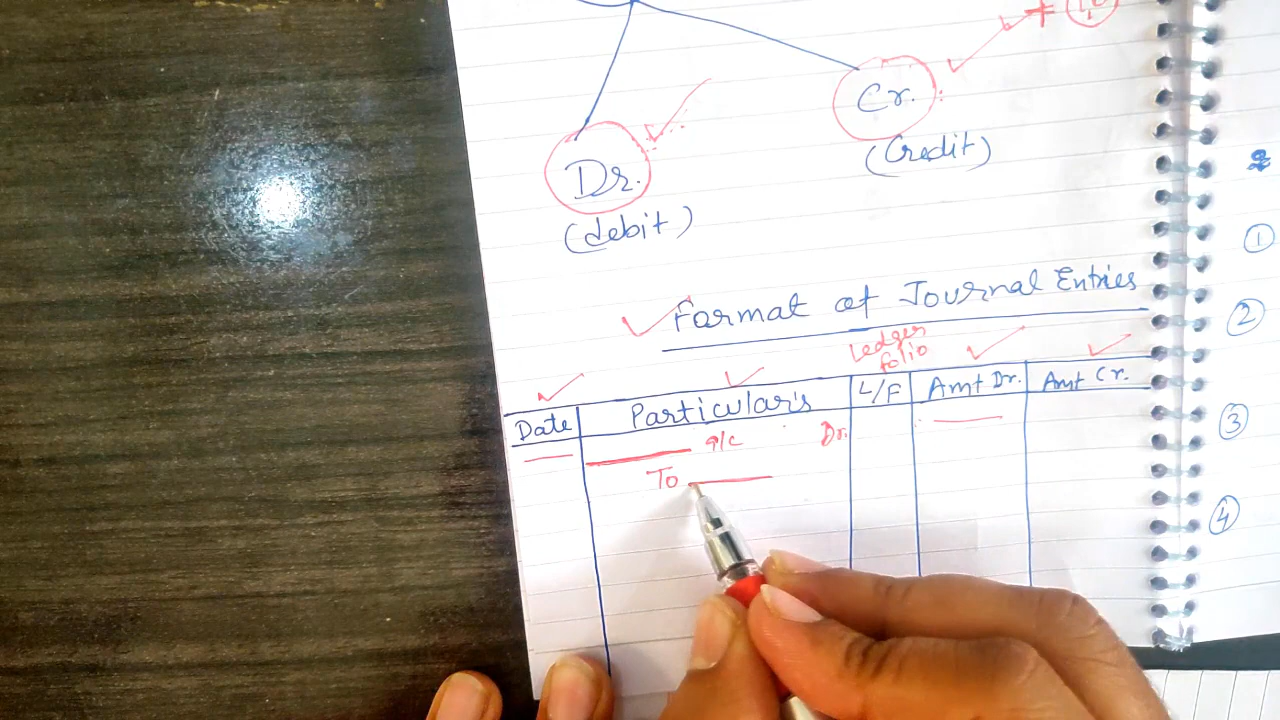 Cr.
(Credit)
Dr.
(debit)
Format of Journal Entries
Ledger
folio
Date Particular's L/F Amt Dr. Amt Cr.
a/c Dr.
To
1
2
3
4